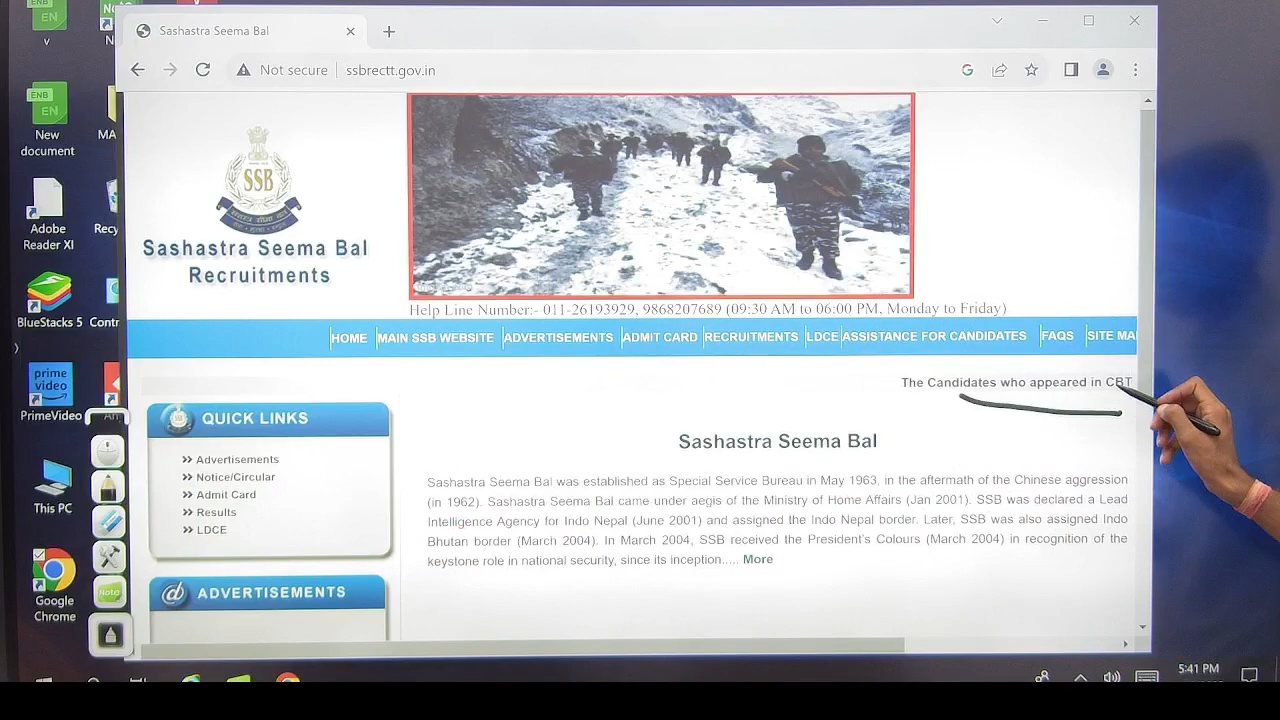 EN
v
ENB
EN
New
document
MA
Adobe
Reader XI
BlueStacks 5
prime
video
PrimeVideo
This PC
Google
Chrome
Note
Sashastra Seema Bal
Not secure
ssbrectt.gov.in
SSB
Sashastra Seema Bal
Recruitments
Help Line Number:- 011-26193929, 9868207689 (09:30 AM to 06:00 PM, Monday to Friday)
HOME MAIN SSB WEBSITE ADVERTISEMENTS ADMIT CARD RECRUITMENTS LDCE ASSISTANCE FOR CANDIDATES FAQS SITE MA
The Candidates who appeared in CBT
QUICK LINKS
Advertisements
Notice/Circular
Admit Card
Results
LDCE
ADVERTISEMENTS
Sashastra Seema Bal
Sashastra Seema Bal was established as Special Service Bureau in May 1963, in the aftermath of the Chinese aggression
(in 1962). Sashastra Seema Bal came under aegis of the Ministry of Home Affairs (Jan 2001). SSB was declared a Lead
Intelligence Agency for Indo Nepal (June 2001) and assigned the Indo Nepal border. Later, SSB was also assigned Indo
Bhutan border (March 2004). In March 2004, SSB received the President's Colours (March 2004) in recognition of the
keystone role in national security, since its inception..... More
5:41 PM